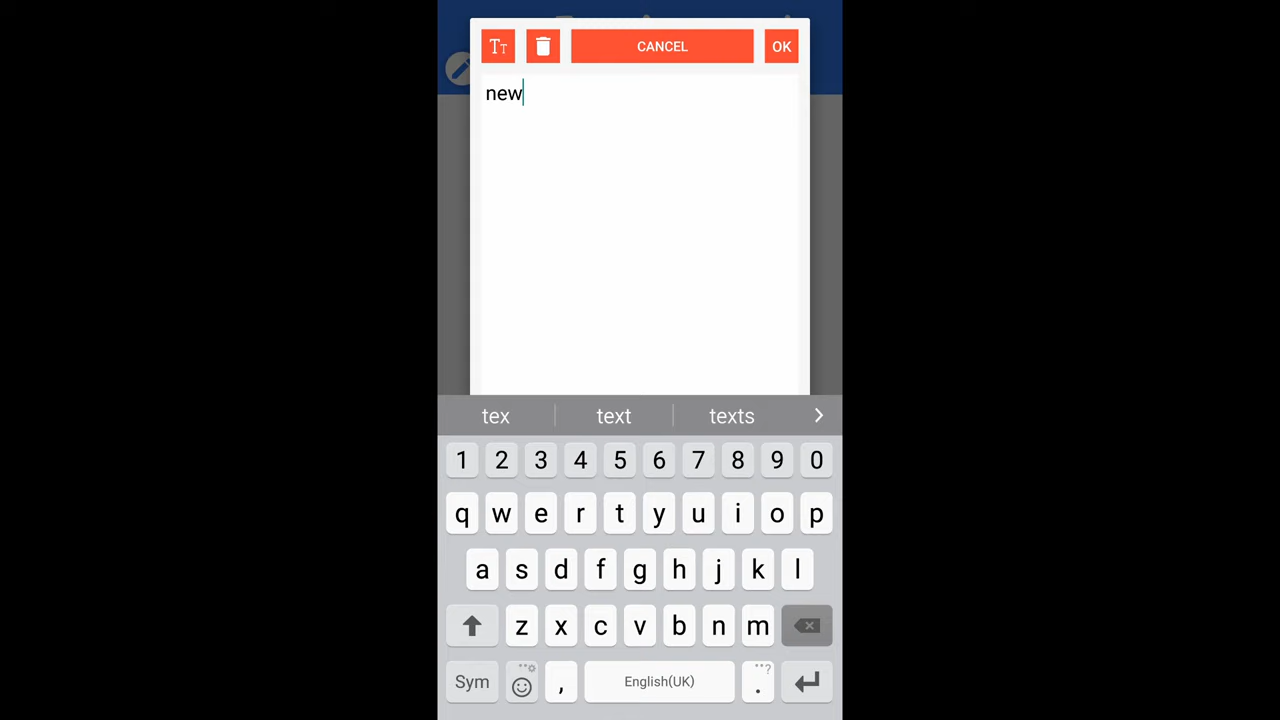 TT CANCEL OK
new
tex text texts
1 2 3 4 5 6 7 8 9 0
q w e r t y u i o p
a s d f g h j k l
z x c v b n m
Sym , English(UK) . ?